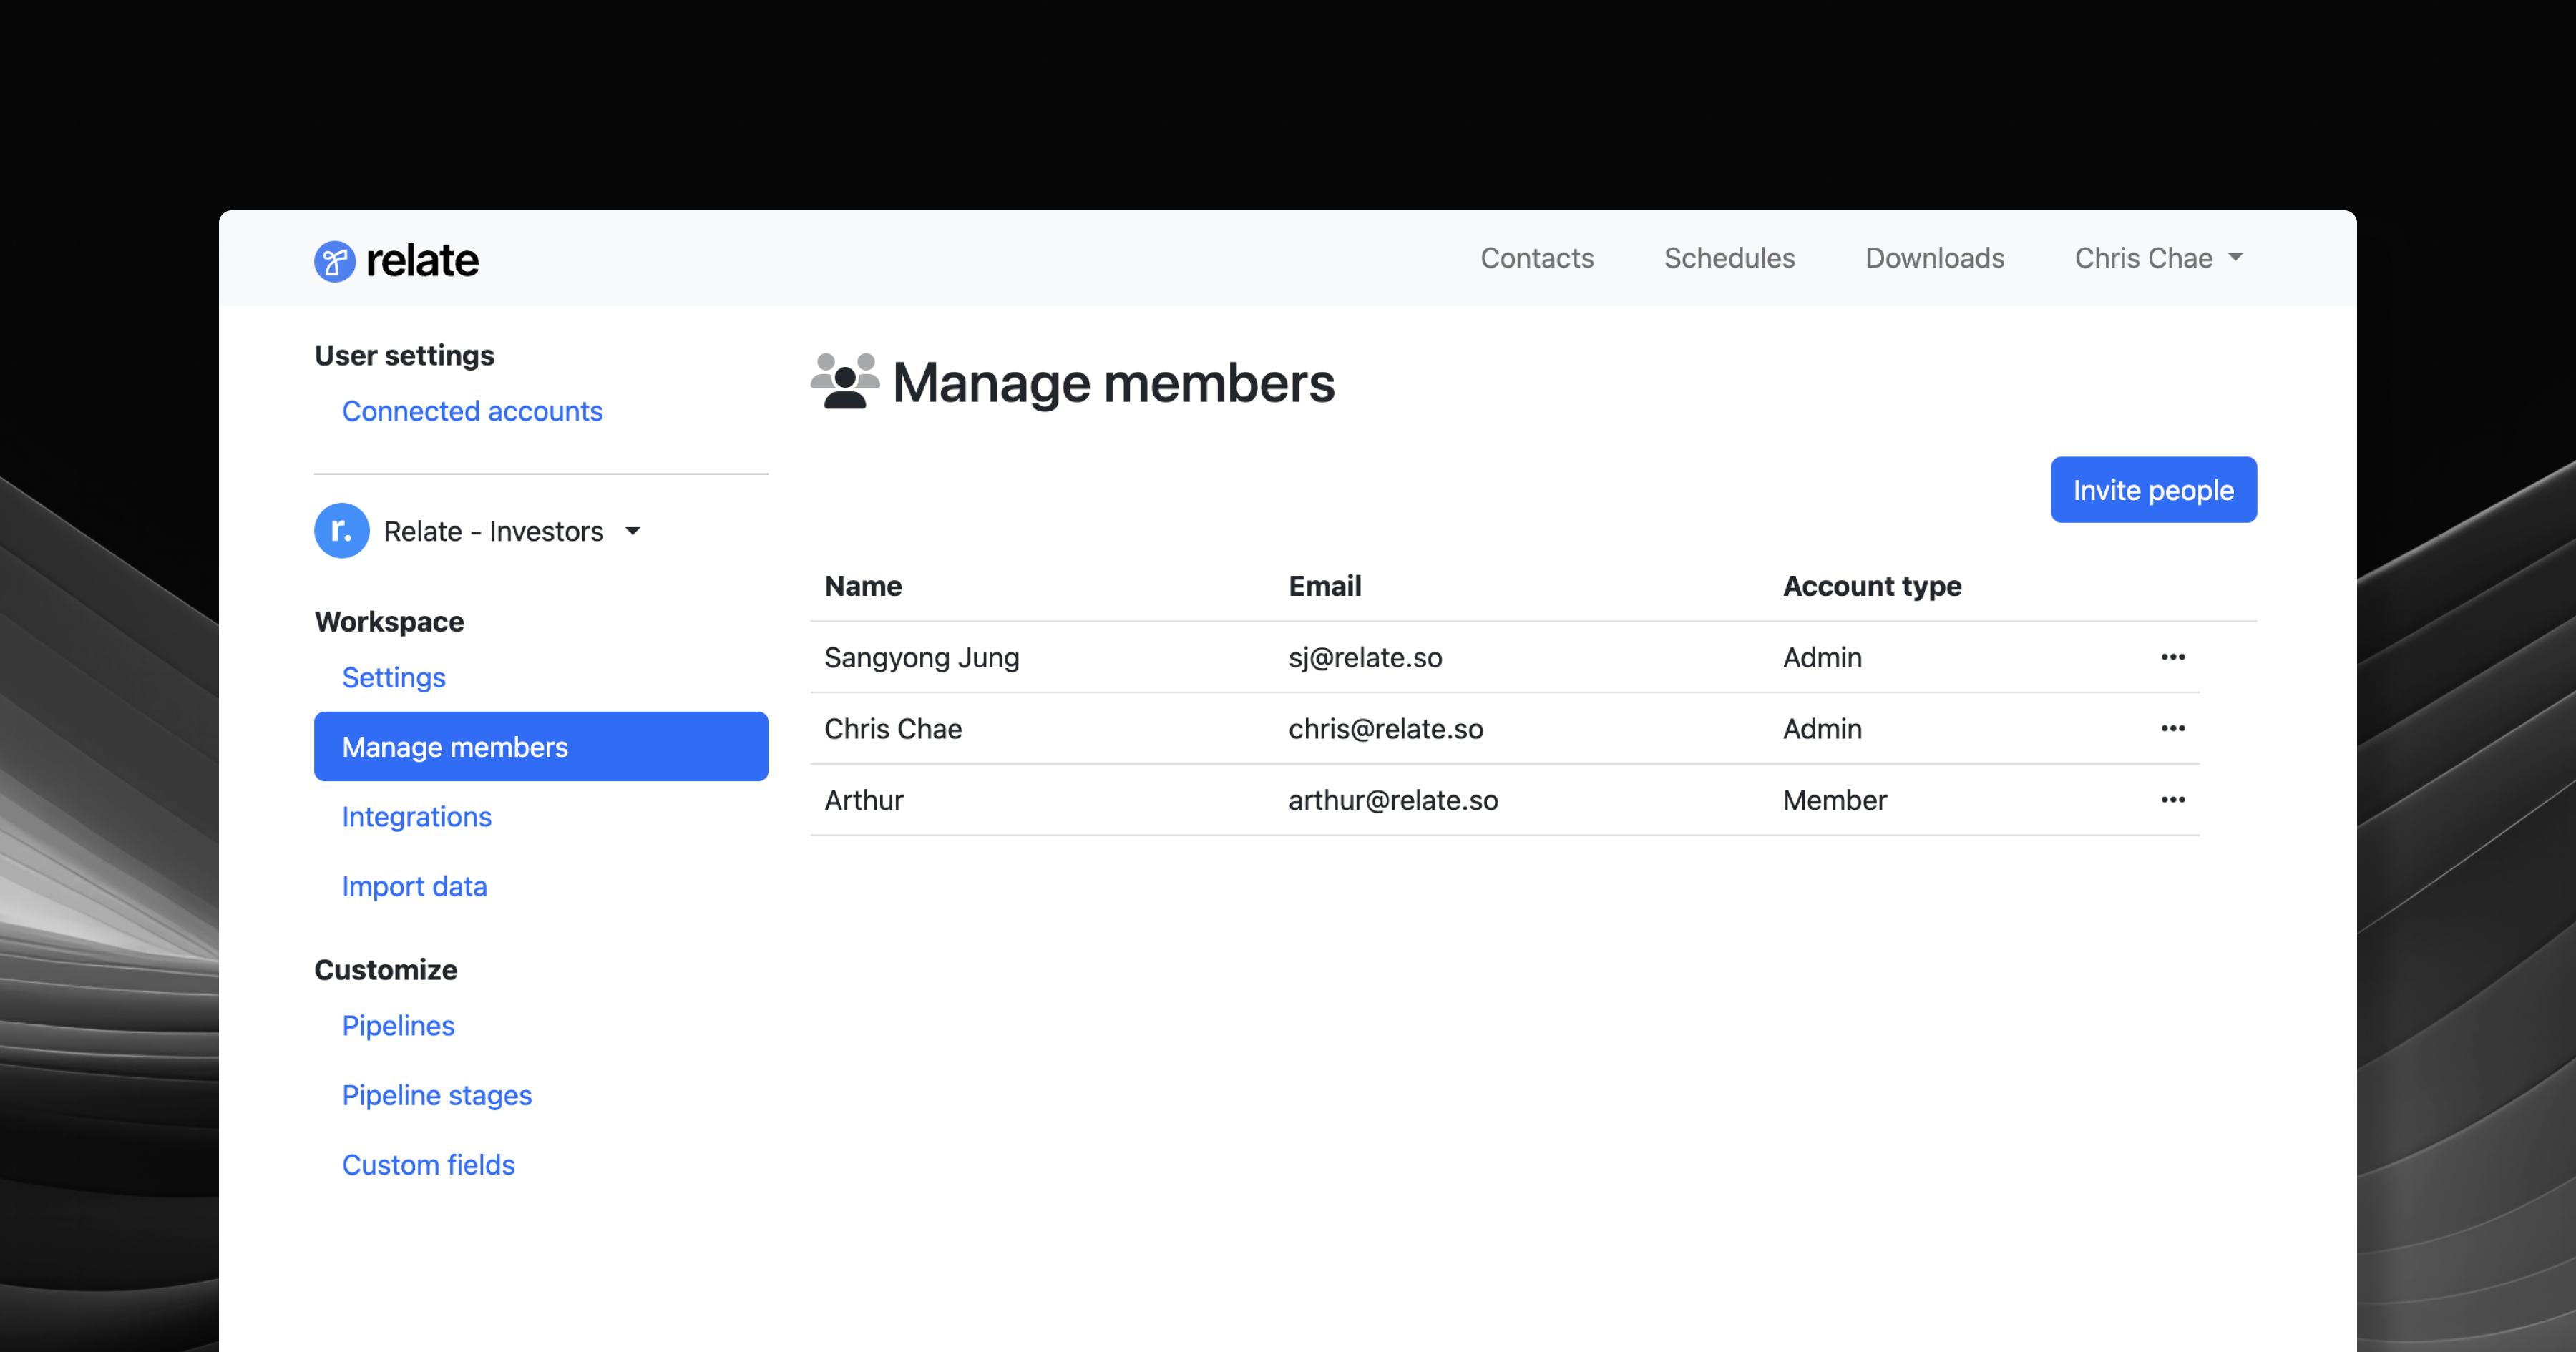 relate
Contacts Schedules Downloads Chris Chae
User settings
Connected accounts
r. Relate - Investors
Workspace
Settings
Manage members
Integrations
Import data
Customize
Pipelines
Pipeline stages
Custom fields
Manage members
Invite people
Name Email Account type
Sangyong Jung sj@relate.so Admin
Chris Chae chris@relate.so Admin
Arthur arthur@relate.so Member